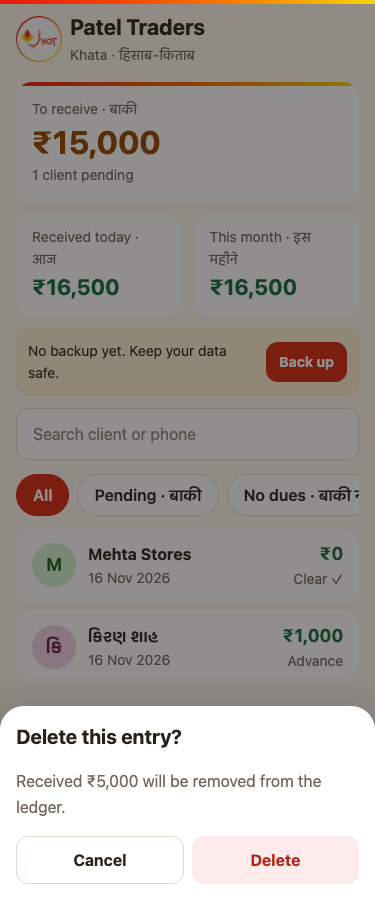 Jyot
Patel Traders
Khata · हिसाब-किताब
To receive · बाकी
₹15,000
1 client pending
Received today ·
आज
₹16,500
This month · इस
महीने
₹16,500
No backup yet. Keep your data
safe.
Back up
Search client or phone
All
Pending · बाकी
No dues · बाकी
M
Mehta Stores
16 Nov 2026
₹0
Clear ✓
કિ
કિરણ શાહ
16 Nov 2026
₹1,000
Advance
Delete this entry?
Received ₹5,000 will be removed from the
ledger.
Cancel
Delete